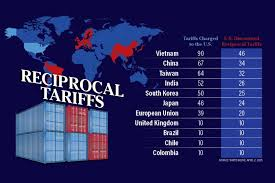 RECIPROCAL
TARIFFS
Tariffs Charged to the U.S. U.S. Discounted Reciprocal Tariffs
Vietnam 90 46
China 67 34
Taiwan 64 32
India 52 26
South Korea 50 25
Japan 46 24
European Union 39 20
United Kingdom 10 10
Brazil 10 10
Chile 10 10
Colombia 10 10